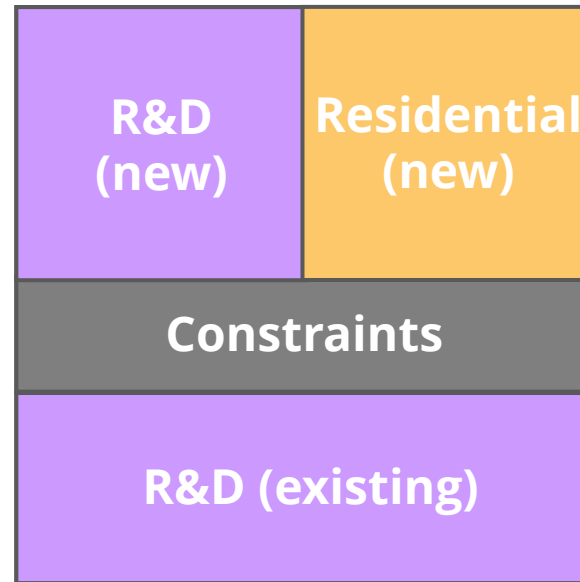 R&D
(new)
Residential
(new)
Constraints
R&D (existing)